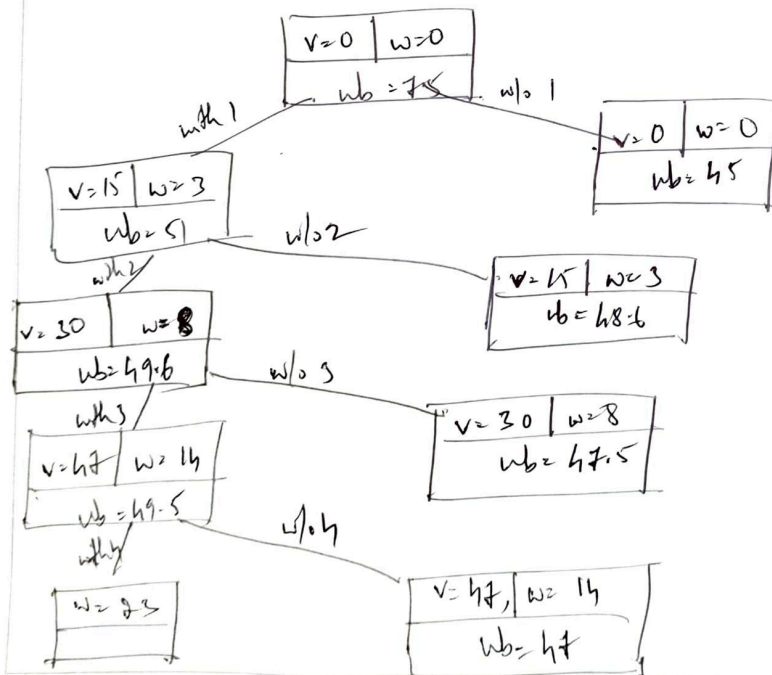 v=0 | w=0
ub = 75
with 1
w/o 1
v=0 | w=0
ub=45
v=15 | w=3
ub=51
with 2
w/o 2
v=15 | w=3
ub=48.6
v=30 | w=8
ub=49.6
with 3
w/o 3
v=30 | w=8
ub=47.5
v=47 | w=14
ub=49.5
with 4
w/o 4
w=23
v=47, | w=14
ub=47